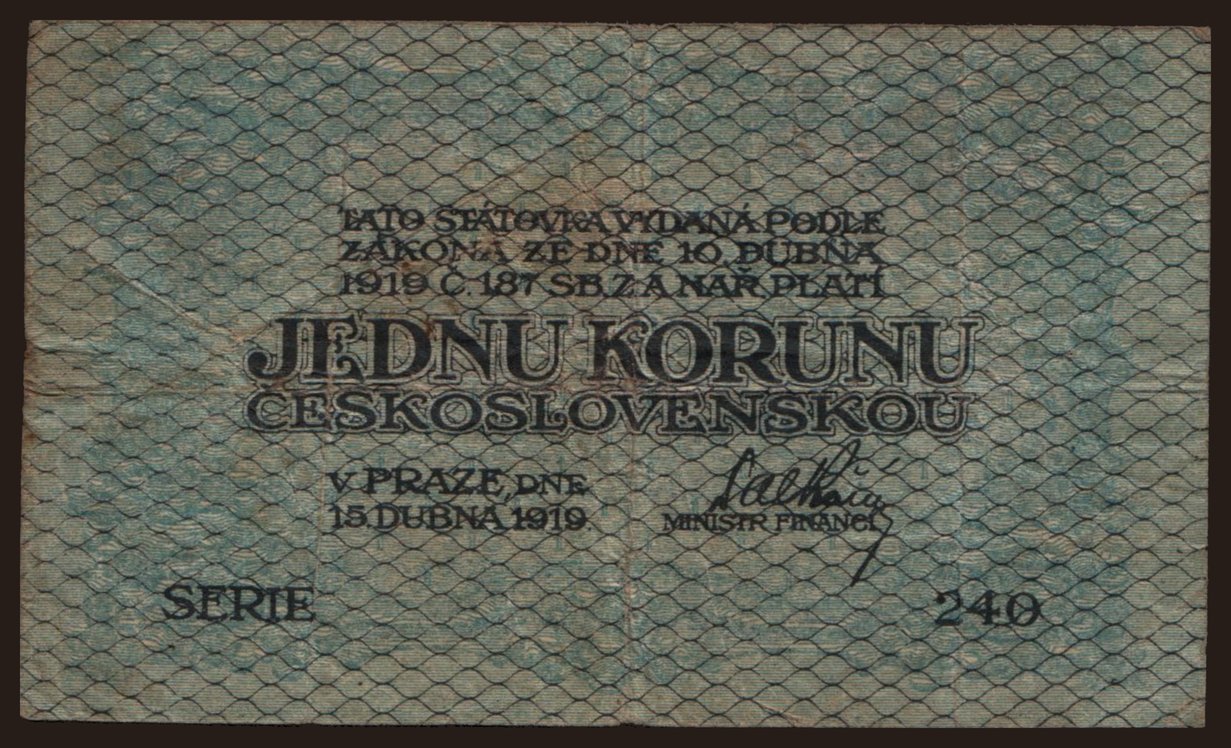 TATO STÁTOVKA VYDANÁ PODLE
ZÁKONA ZE DNE 10. DUBNA
1919 Č. 187 SB. Z A NAŘ. PLATÍ
JEDNU KORUNU
ČESKOSLOVENSKOU
V PRAZE, DNE
15. DUBNA 1919.
MINISTR FINANCÍ
SERIE 240